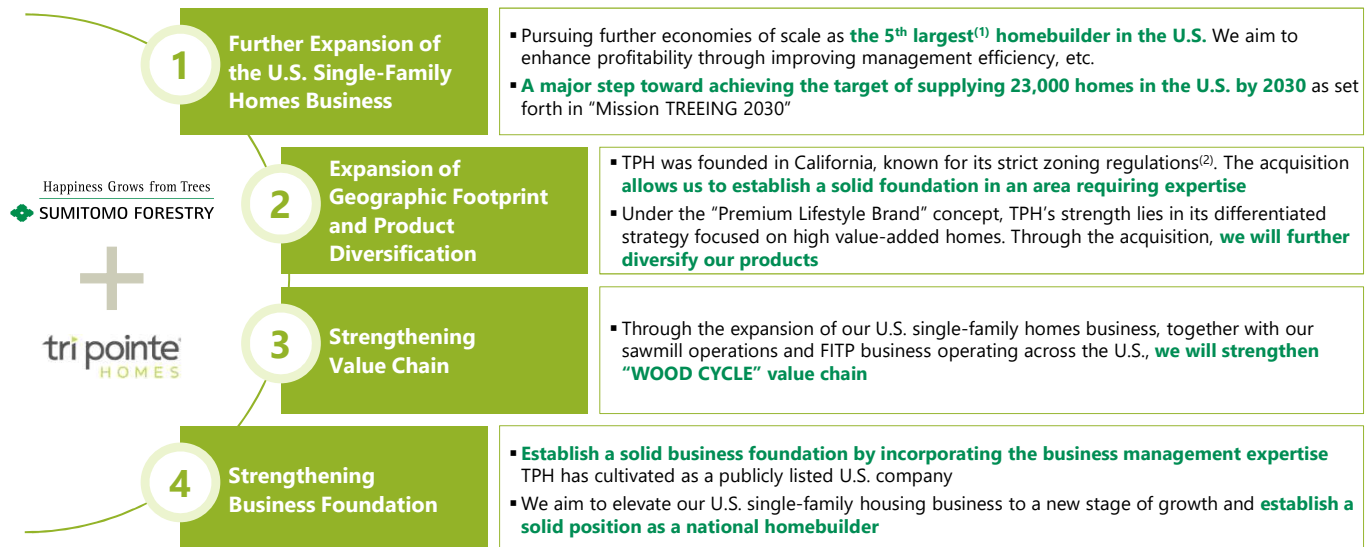 Happiness Grows from Trees
SUMITOMO FORESTRY
+
tri pointe
HOMES
1
Further Expansion of
the U.S. Single-Family
Homes Business
▪ Pursuing further economies of scale as the 5th largest(1) homebuilder in the U.S. We aim to
enhance profitability through improving management efficiency, etc.
▪ A major step toward achieving the target of supplying 23,000 homes in the U.S. by 2030 as set
forth in “Mission TREEING 2030”
2
Expansion of
Geographic Footprint
and Product
Diversification
▪ TPH was founded in California, known for its strict zoning regulations(2). The acquisition
allows us to establish a solid foundation in an area requiring expertise
▪ Under the “Premium Lifestyle Brand” concept, TPH’s strength lies in its differentiated
strategy focused on high value-added homes. Through the acquisition, we will further
diversify our products
3
Strengthening
Value Chain
▪ Through the expansion of our U.S. single-family homes business, together with our
sawmill operations and FITP business operating across the U.S., we will strengthen
“WOOD CYCLE” value chain
4
Strengthening
Business Foundation
▪ Establish a solid business foundation by incorporating the business management expertise
TPH has cultivated as a publicly listed U.S. company
▪ We aim to elevate our U.S. single-family housing business to a new stage of growth and establish a
solid position as a national homebuilder